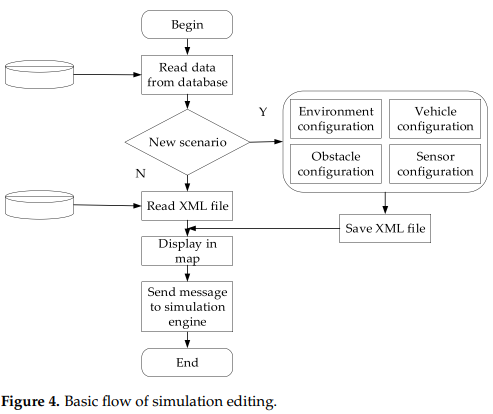 Begin
Read data
from database
New scenario
Y
N
Environment
configuration
Vehicle
configuration
Obstacle
configuration
Sensor
configuration
Read XML file
Save XML file
Display in
map
Send message
to simulation
engine
End
Figure 4. Basic flow of simulation editing.